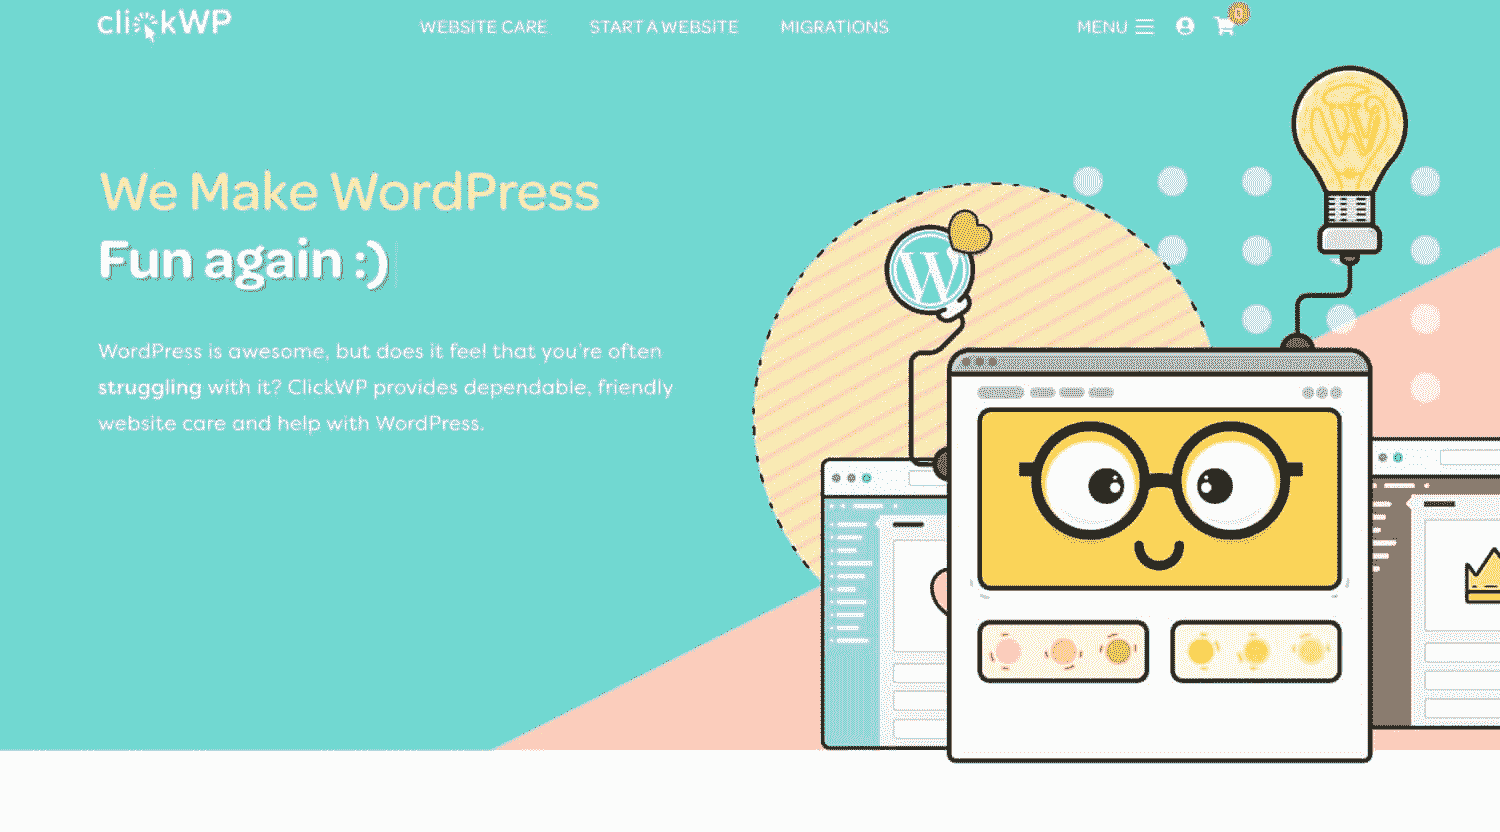 clickWP
WEBSITE CARE START A WEBSITE MIGRATIONS MENU 0
We Make WordPress
Fun again :)
WordPress is awesome, but does it feel that you're often
struggling with it? ClickWP provides dependable, friendly
website care and help with WordPress.